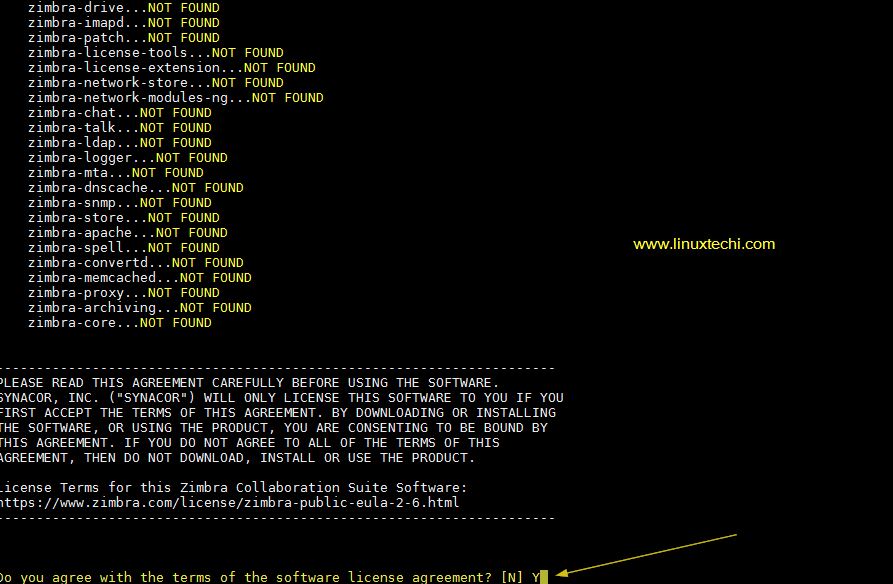 zimbra-drive...NOT FOUND
zimbra-imapd...NOT FOUND
zimbra-patch...NOT FOUND
zimbra-license-tools...NOT FOUND
zimbra-license-extension...NOT FOUND
zimbra-network-store...NOT FOUND
zimbra-network-modules-ng...NOT FOUND
zimbra-chat...NOT FOUND
zimbra-talk...NOT FOUND
zimbra-ldap...NOT FOUND
zimbra-logger...NOT FOUND
zimbra-mta...NOT FOUND
zimbra-dnscache...NOT FOUND
zimbra-snmp...NOT FOUND
zimbra-store...NOT FOUND
zimbra-apache...NOT FOUND
www.linuxtechi.com
zimbra-spell...NOT FOUND
zimbra-convertd...NOT FOUND
zimbra-memcached...NOT FOUND
zimbra-proxy...NOT FOUND
zimbra-archiving...NOT FOUND
zimbra-core...NOT FOUND
----------------------------------------------------------------------
PLEASE READ THIS AGREEMENT CAREFULLY BEFORE USING THE SOFTWARE.
SYNACOR, INC. ("SYNACOR") WILL ONLY LICENSE THIS SOFTWARE TO YOU IF YOU
FIRST ACCEPT THE TERMS OF THIS AGREEMENT. BY DOWNLOADING OR INSTALLING
THE SOFTWARE, OR USING THE PRODUCT, YOU ARE CONSENTING TO BE BOUND BY
THIS AGREEMENT. IF YOU DO NOT AGREE TO ALL OF THE TERMS OF THIS
AGREEMENT, THEN DO NOT DOWNLOAD, INSTALL OR USE THE PRODUCT.
License Terms for this Zimbra Collaboration Suite Software:
https://www.zimbra.com/license/zimbra-public-eula-2-6.html
----------------------------------------------------------------------
Do you agree with the terms of the software license agreement? [N] Y